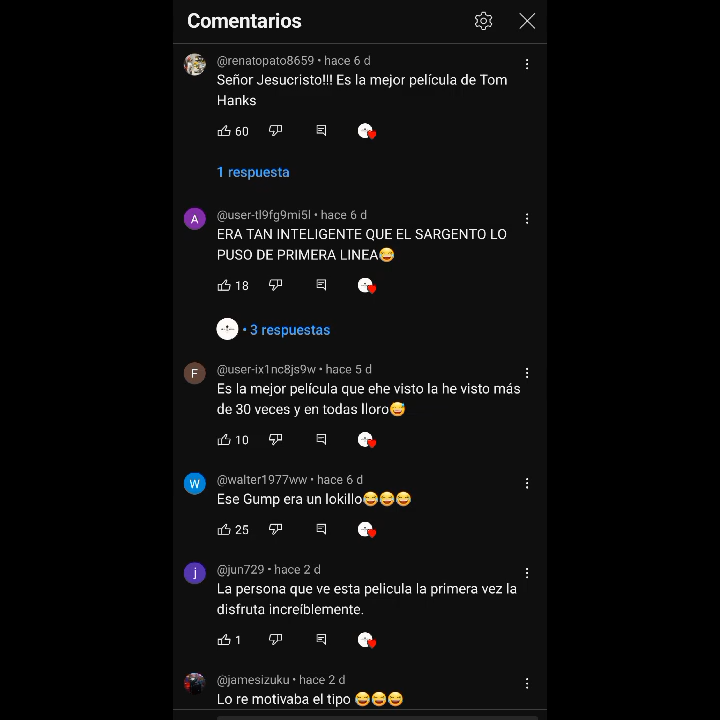 Comentarios
@renatopato8659 • hace 6 d
Señor Jesucristo!!! Es la mejor película de Tom
Hanks
60
1 respuesta
A
@user-tl9fg9mi5l • hace 6 d
ERA TAN INTELIGENTE QUE EL SARGENTO LO
PUSO DE PRIMERA LINEA😂
18
• 3 respuestas
F
@user-ix1nc8js9w • hace 5 d
Es la mejor película que ehe visto la he visto más
de 30 veces y en todas lloro😅
10
W
@walter1977ww • hace 6 d
Ese Gump era un lokillo😂😂😂
25
j
@jun729 • hace 2 d
La persona que ve esta pelicula la primera vez la
disfruta increíblemente.
1
@jamesizuku • hace 2 d
Lo re motivaba el tipo 😂😂😂